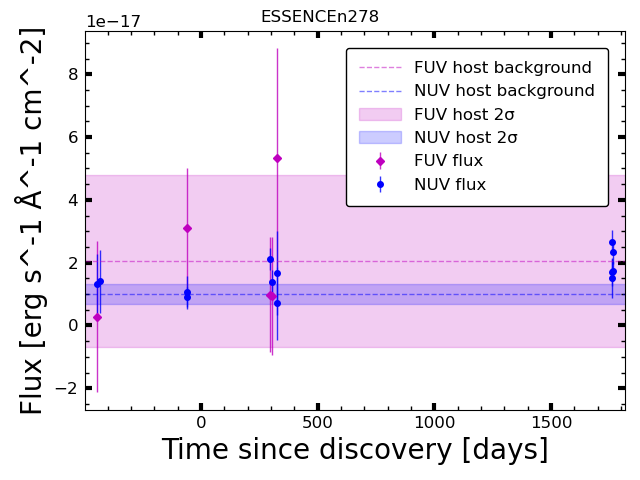 ESSENCEn278
1e−17
Flux [erg s^-1 Å^-1 cm^-2]
8
6
4
2
0
−2
FUV host background
NUV host background
FUV host 2σ
NUV host 2σ
FUV flux
NUV flux
0 500 1000 1500
Time since discovery [days]